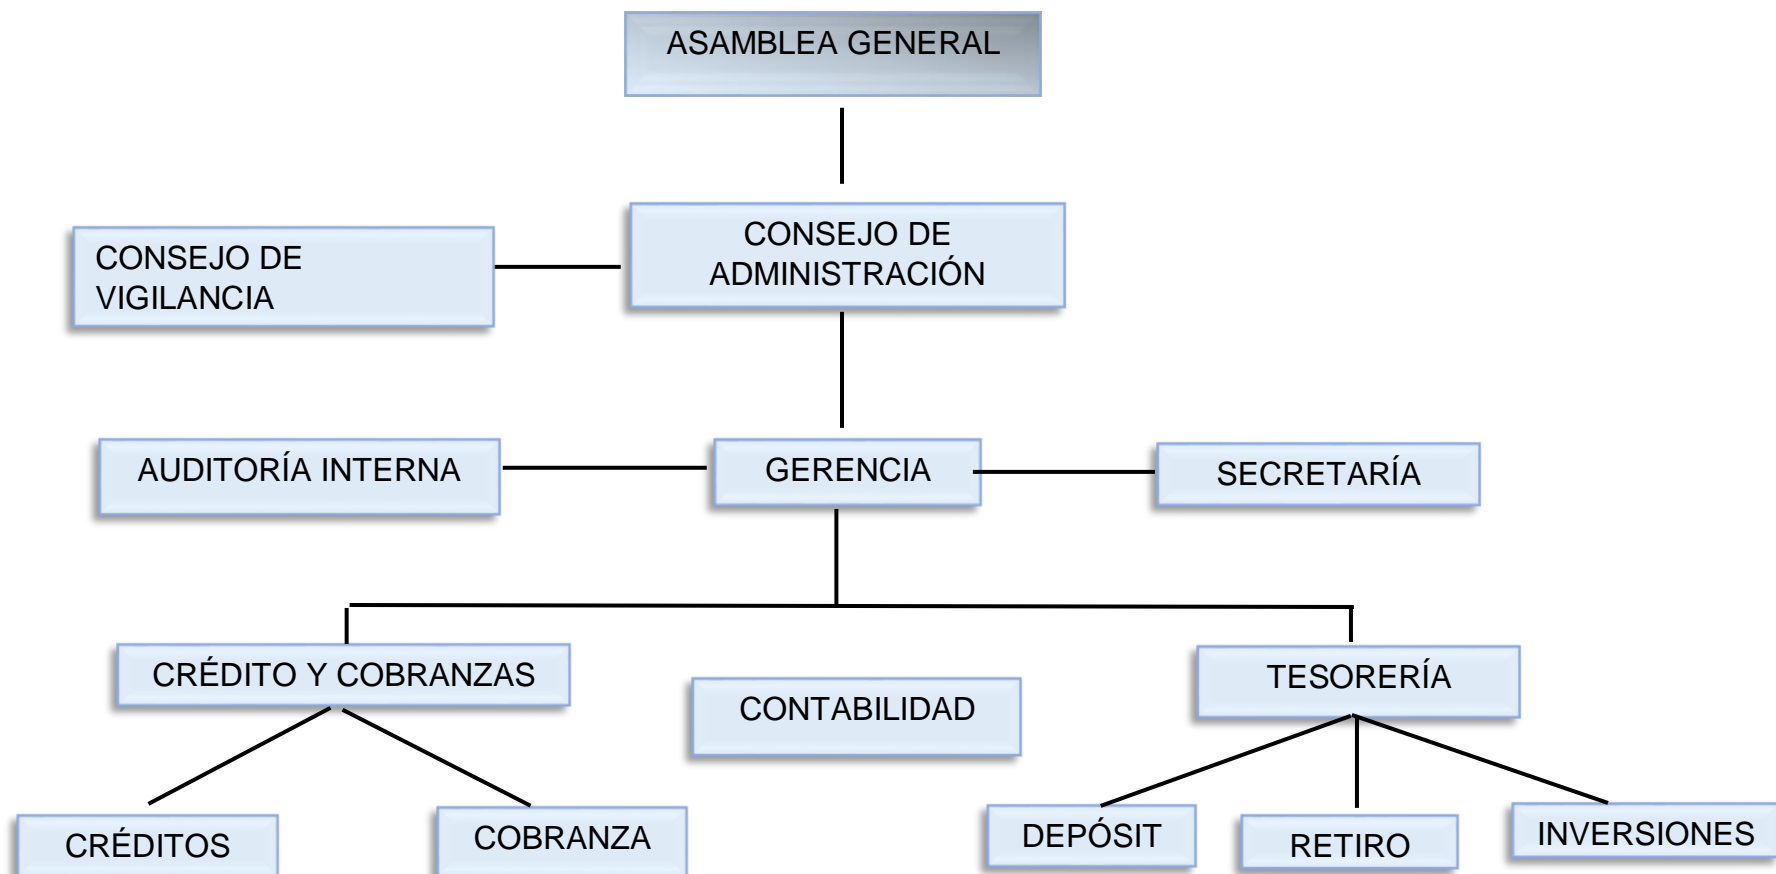 ASAMBLEA GENERAL
CONSEJO DE
ADMINISTRACIÓN
CONSEJO DE
VIGILANCIA
AUDITORÍA INTERNA
GERENCIA
SECRETARÍA
CRÉDITO Y COBRANZAS
CONTABILIDAD
TESORERÍA
CRÉDITOS
COBRANZA
DEPÓSIT
RETIRO
INVERSIONES